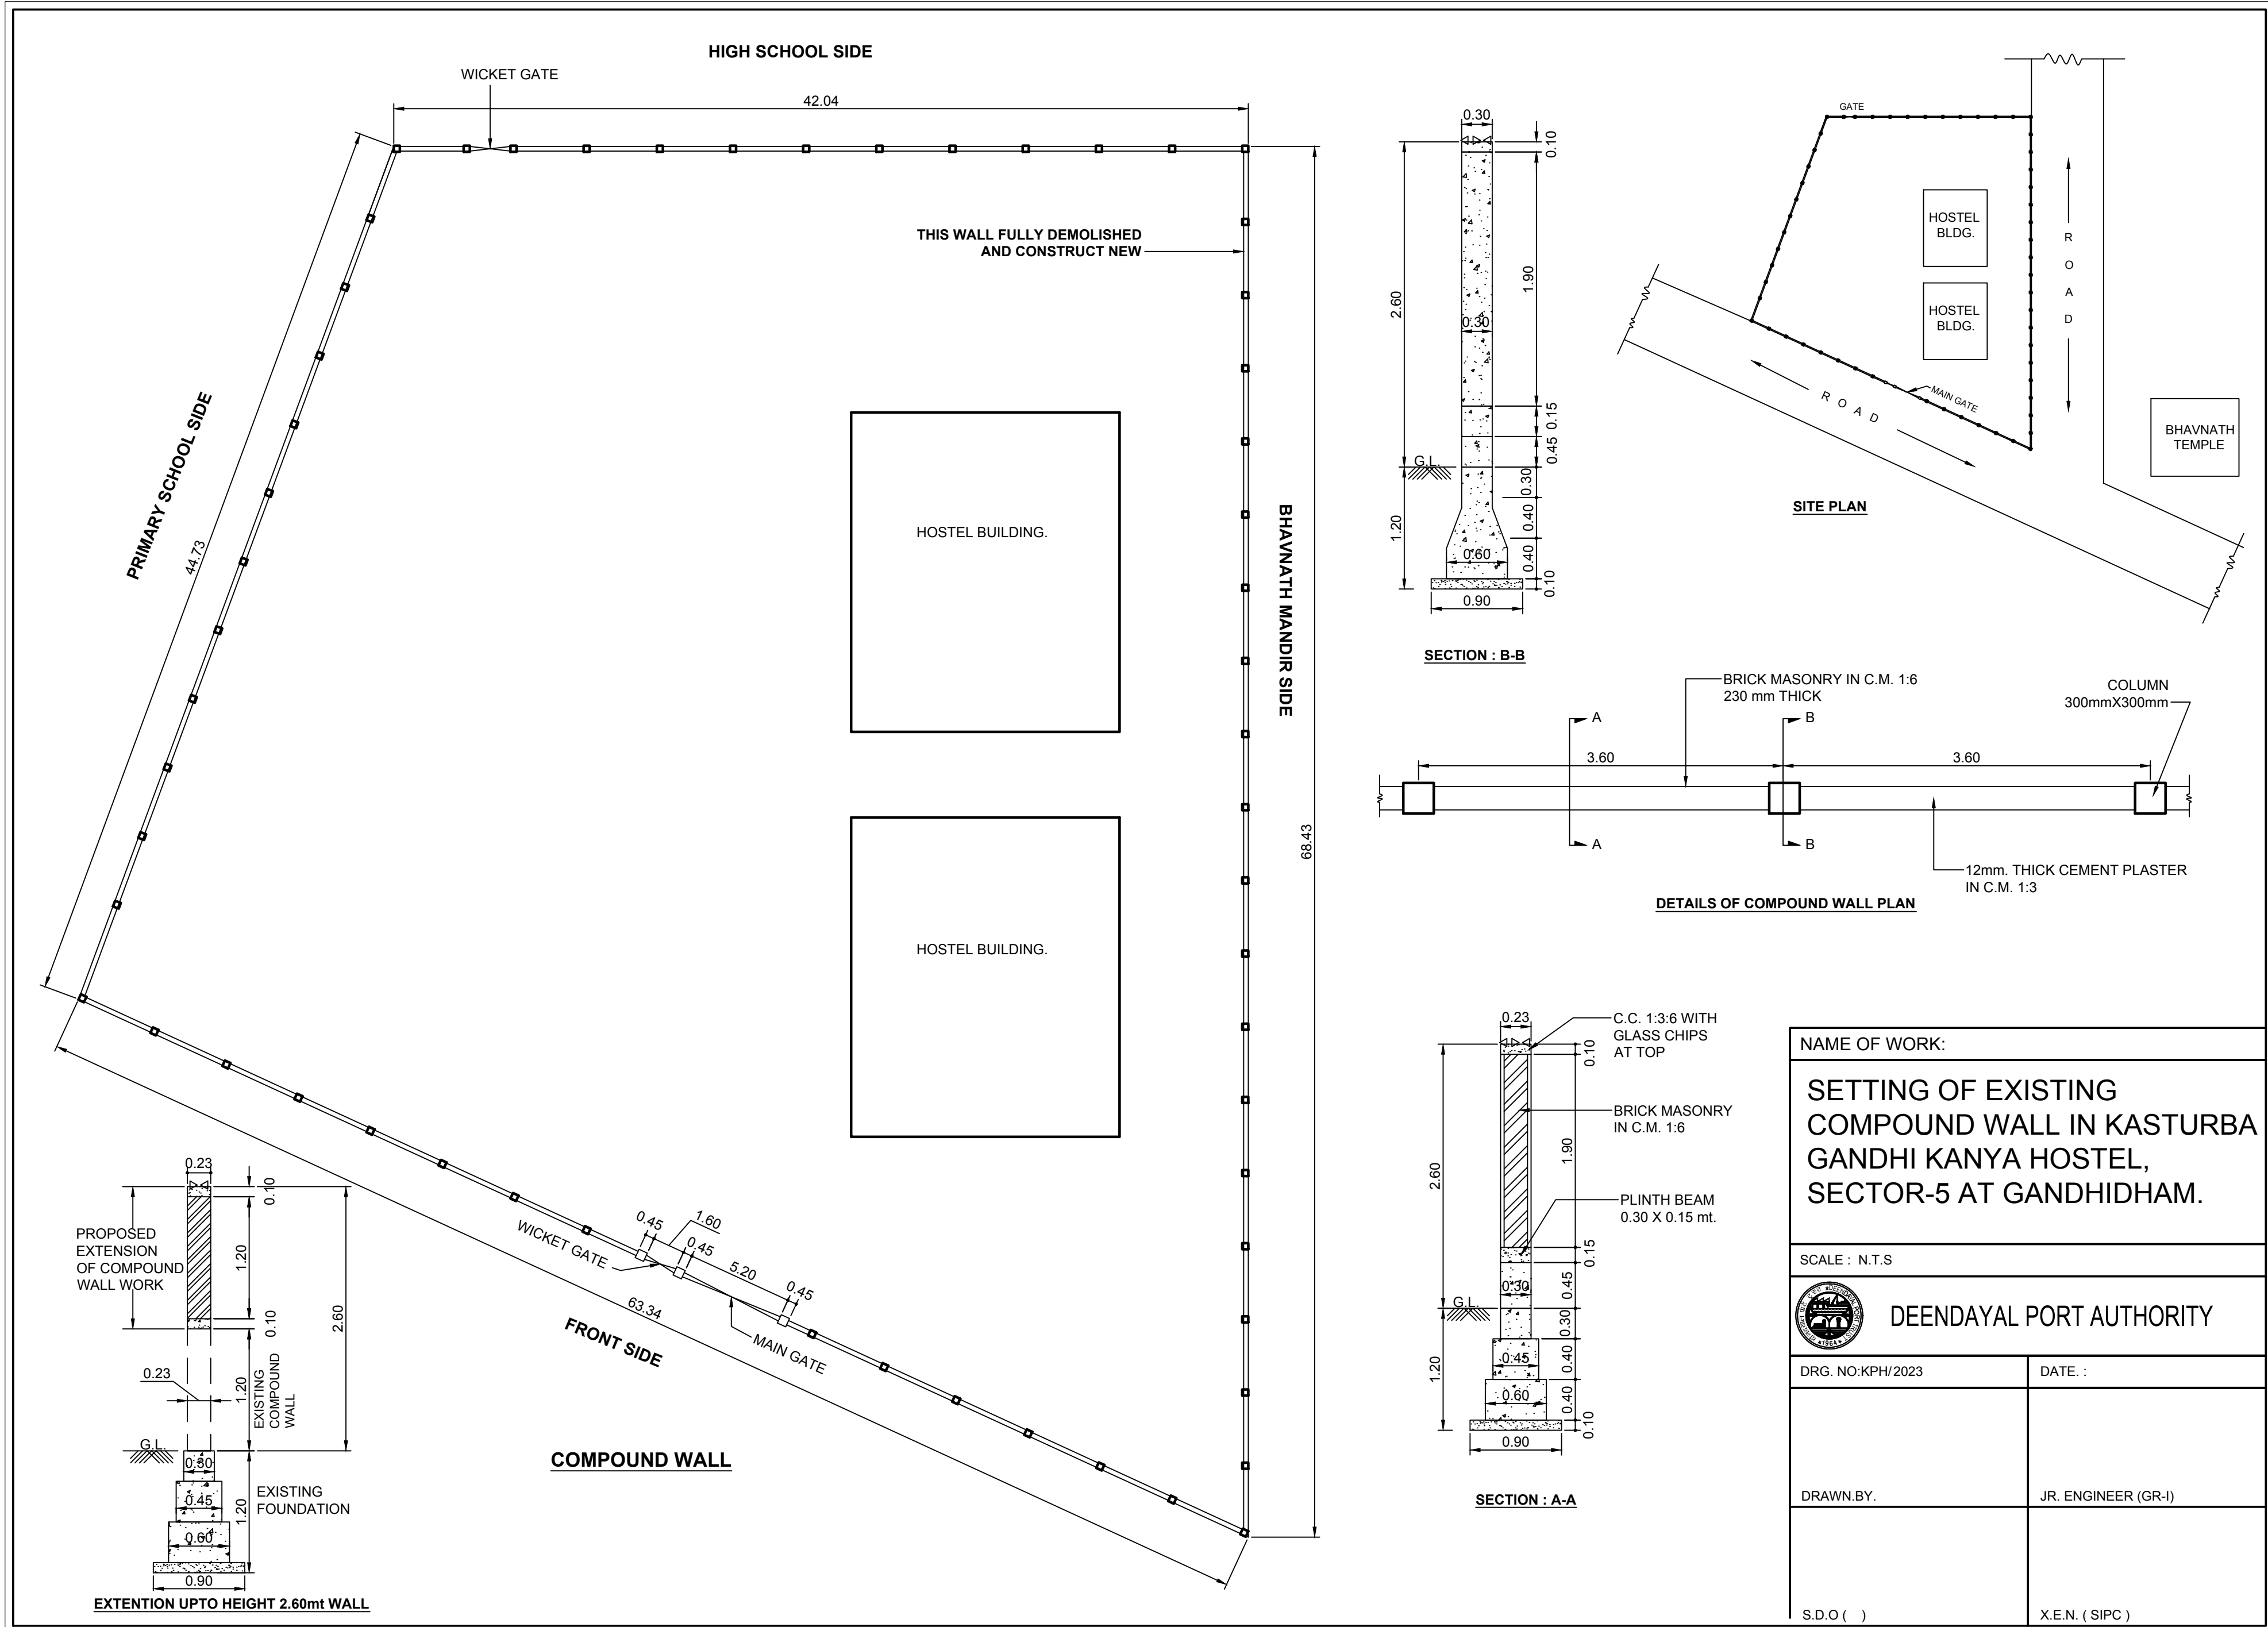 HIGH SCHOOL SIDE
WICKET GATE
42.04
THIS WALL FULLY DEMOLISHED
AND CONSTRUCT NEW
PRIMARY SCHOOL SIDE
44.73
HOSTEL BUILDING.
HOSTEL BUILDING.
BHAVNATH MANDIR SIDE
68.43
WICKET GATE
0.45
1.60
0.45
5.20
0.45
63.34
MAIN GATE
FRONT SIDE
COMPOUND WALL
0.23
0.10
PROPOSED
EXTENSION
OF COMPOUND
WALL WORK
1.20
0.10
2.60
0.23
1.20
EXISTING
COMPOUND
WALL
G.L.
0.30
0.45
0.60
1.20
EXISTING
FOUNDATION
0.90
EXTENTION UPTO HEIGHT 2.60mt WALL
0.30
0.10
2.60
1.90
0.30
0.15
0.45
G.L.
0.30
1.20
0.40
0.60
0.40
0.10
0.90
SECTION : B-B
GATE
HOSTEL
BLDG.
HOSTEL
BLDG.
R
O
A
D
MAIN GATE
R O A D
BHAVNATH
TEMPLE
SITE PLAN
BRICK MASONRY IN C.M. 1:6
230 mm THICK
COLUMN
300mmX300mm
A
B
3.60
3.60
A
B
12mm. THICK CEMENT PLASTER
IN C.M. 1:3
DETAILS OF COMPOUND WALL PLAN
0.23
C.C. 1:3:6 WITH
GLASS CHIPS
AT TOP
0.10
BRICK MASONRY
IN C.M. 1:6
2.60
1.90
PLINTH BEAM
0.30 X 0.15 mt.
0.15
0.30
0.45
G.L.
0.30
1.20
0.45
0.40
0.60
0.40
0.10
0.90
SECTION : A-A
NAME OF WORK:
SETTING OF EXISTING
COMPOUND WALL IN KASTURBA
GANDHI KANYA HOSTEL,
SECTOR-5 AT GANDHIDHAM.
SCALE : N.T.S
DEENDAYAL PORT AUTHORITY
DRG. NO:KPH/2023
DATE. :
DRAWN.BY.
JR. ENGINEER (GR-I)
S.D.O ( )
X.E.N. ( SIPC )